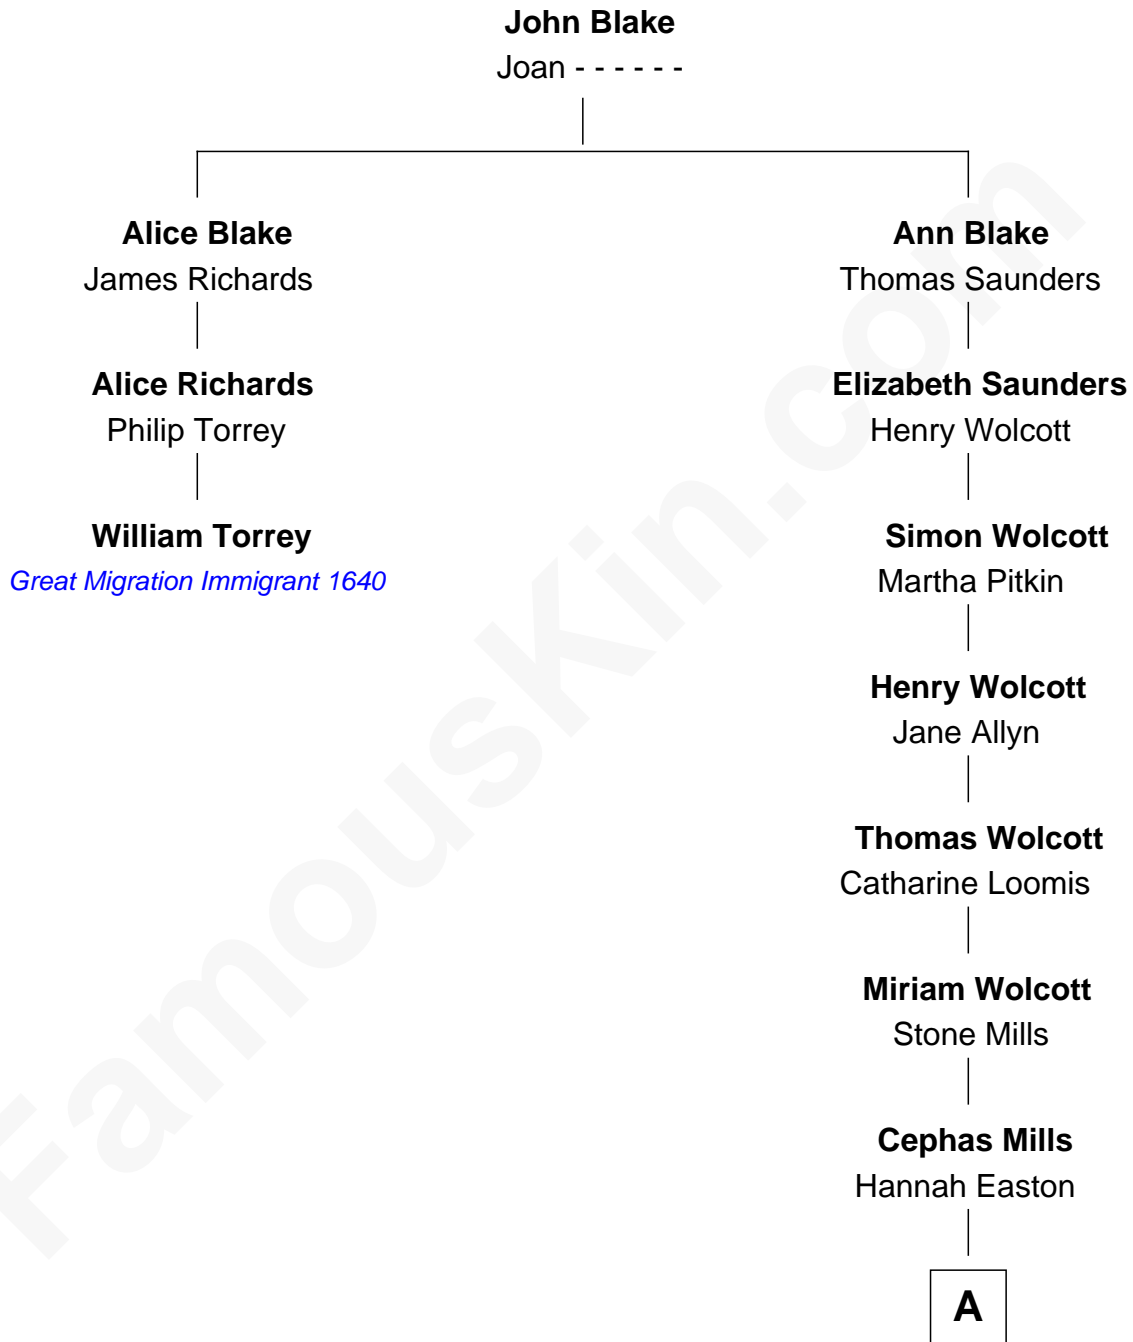 John Blake
Joan - - - - - -
Alice Blake
James Richards
Alice Richards
Philip Torrey
William Torrey
Great Migration Immigrant 1640
Ann Blake
Thomas Saunders
Elizabeth Saunders
Henry Wolcott
Simon Wolcott
Martha Pitkin
Henry Wolcott
Jane Allyn
Thomas Wolcott
Catharine Loomis
Miriam Wolcott
Stone Mills
Cephas Mills
Hannah Easton
A
FamousKin.com